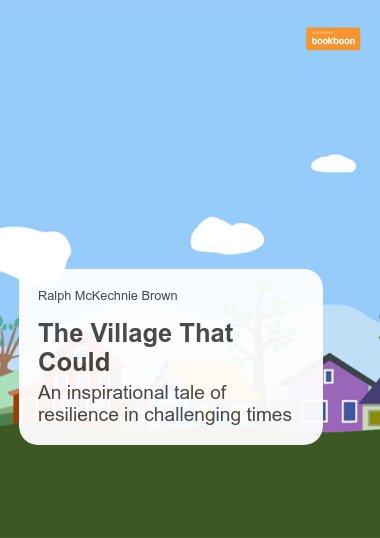 bookboon
Ralph McKechnie Brown
The Village That
Could
An inspirational tale of
resilience in challenging times